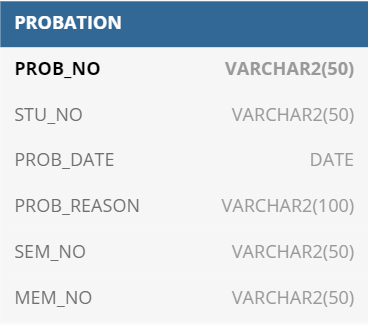 PROBATION
PROB_NO VARCHAR2(50)
STU_NO VARCHAR2(50)
PROB_DATE DATE
PROB_REASON VARCHAR2(100)
SEM_NO VARCHAR2(50)
MEM_NO VARCHAR2(50)